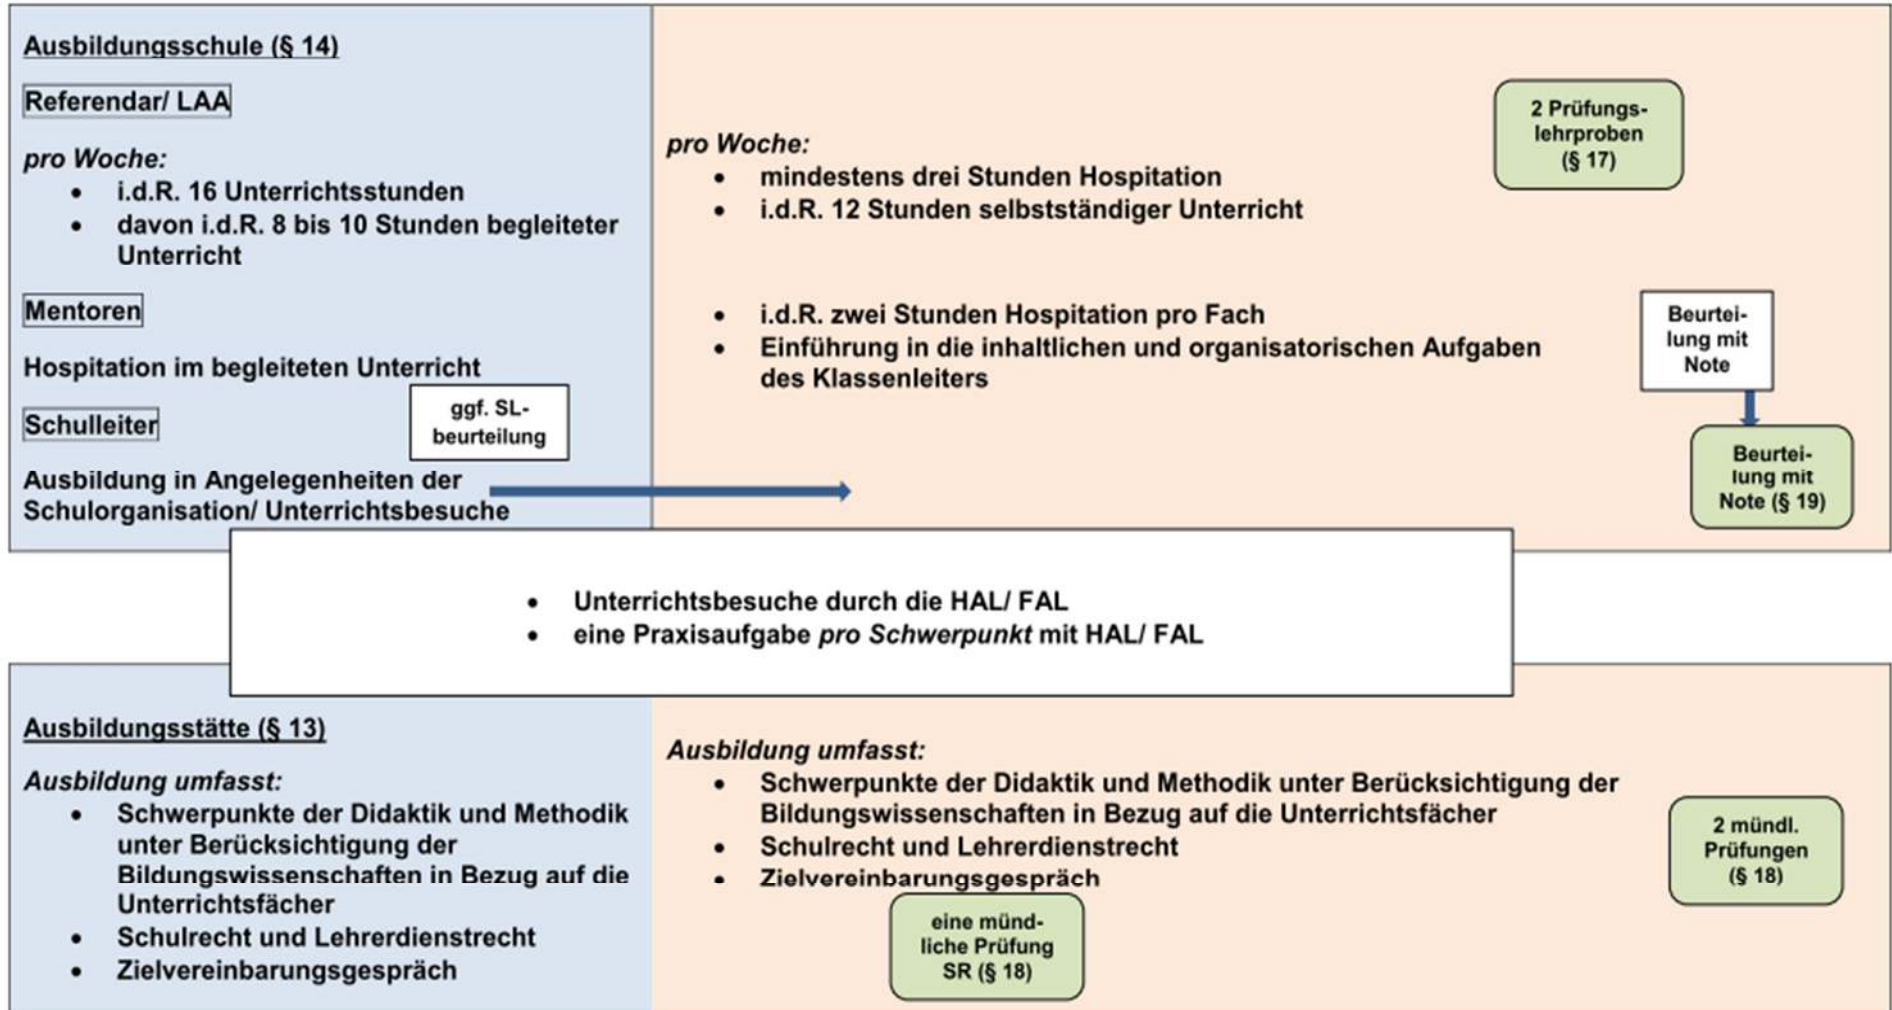 Ausbildungsschule (§ 14)
Referendar/ LAA
pro Woche:
• i.d.R. 16 Unterrichtsstunden
• davon i.d.R. 8 bis 10 Stunden begleiteter
Unterricht
Mentoren
Hospitation im begleiteten Unterricht
Schulleiter
ggf. SL-
beurteilung
Ausbildung in Angelegenheiten der
Schulorganisation/ Unterrichtsbesuche
pro Woche:
• mindestens drei Stunden Hospitation
• i.d.R. 12 Stunden selbstständiger Unterricht
2 Prüfungs-
lehrproben
(§ 17)
• i.d.R. zwei Stunden Hospitation pro Fach
• Einführung in die inhaltlichen und organisatorischen Aufgaben
des Klassenleiters
Beurtei-
lung mit
Note
Beurtei-
lung mit
Note (§ 19)
• Unterrichtsbesuche durch die HAL/ FAL
• eine Praxisaufgabe pro Schwerpunkt mit HAL/ FAL
Ausbildungsstätte (§ 13)
Ausbildung umfasst:
• Schwerpunkte der Didaktik und Methodik
unter Berücksichtigung der
Bildungswissenschaften in Bezug auf die
Unterrichtsfächer
• Schulrecht und Lehrerdienstrecht
• Zielvereinbarungsgespräch
Ausbildung umfasst:
• Schwerpunkte der Didaktik und Methodik unter Berücksichtigung der
Bildungswissenschaften in Bezug auf die Unterrichtsfächer
• Schulrecht und Lehrerdienstrecht
• Zielvereinbarungsgespräch
eine münd-
liche Prüfung
SR (§ 18)
2 mündl.
Prüfungen
(§ 18)